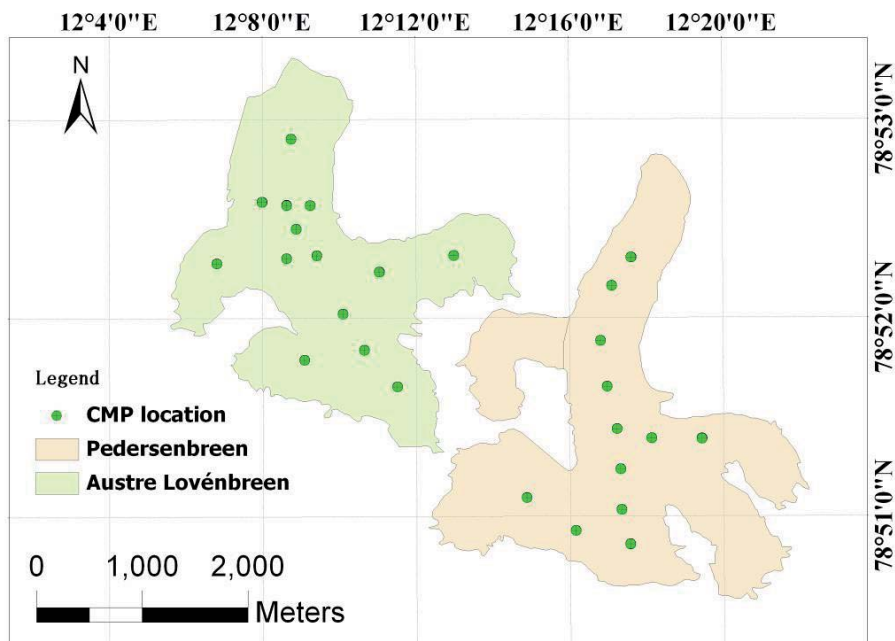 12°4'0"E 12°8'0"E 12°12'0"E 12°16'0"E 12°20'0"E
N
78°53'0"N
78°52'0"N
78°51'0"N
Legend
CMP location
Pedersenbreen
Austre Lovénbreen
0 1,000 2,000
Meters